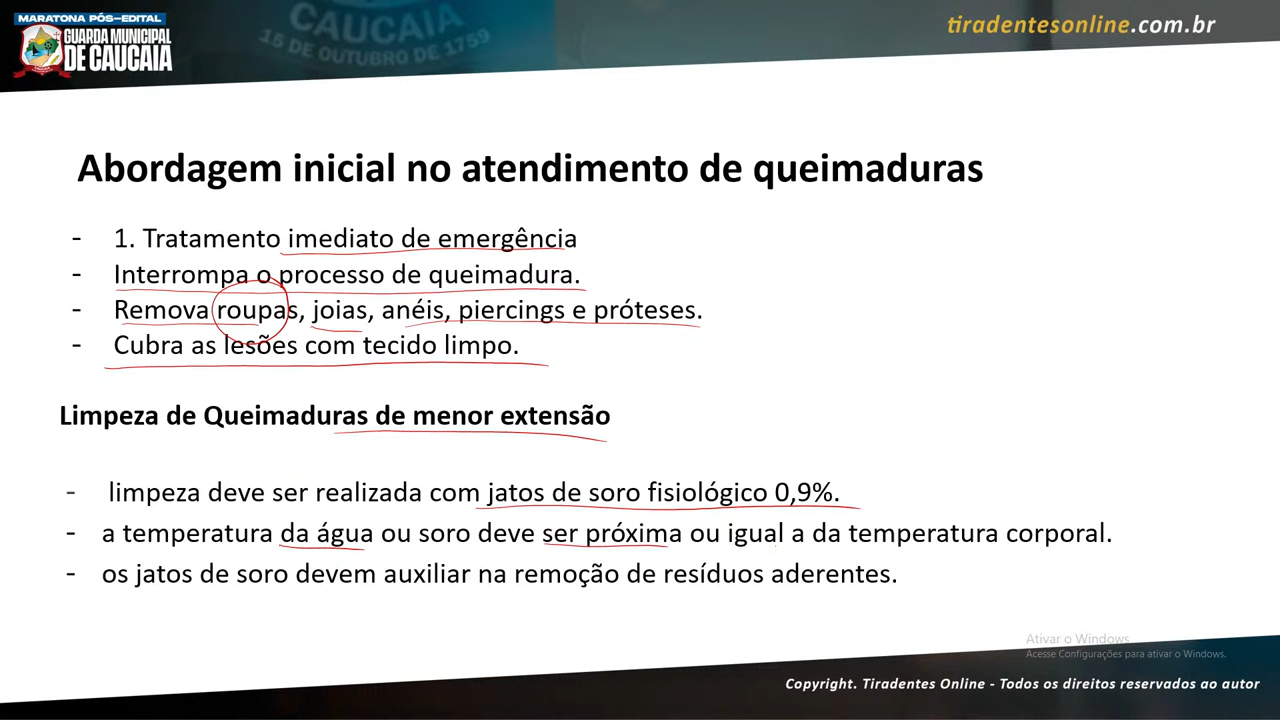 MARATONA PÓS-EDITAL
GUARDA MUNICIPAL
DE CAUCAIA
CAUCAIA
15 DE OUTUBRO DE 1759
tiradentesonline.com.br
Abordagem inicial no atendimento de queimaduras
- 1. Tratamento imediato de emergência
- Interrompa o processo de queimadura.
- Remova roupas, joias, anéis, piercings e próteses.
- Cubra as lesões com tecido limpo.
Limpeza de Queimaduras de menor extensão
- limpeza deve ser realizada com jatos de soro fisiológico 0,9%.
- a temperatura da água ou soro deve ser próxima ou igual a da temperatura corporal.
- os jatos de soro devem auxiliar na remoção de resíduos aderentes.
Ativar o Windows
Acesse Configurações para ativar o Windows.
Copyright. Tiradentes Online - Todos os direitos reservados ao autor